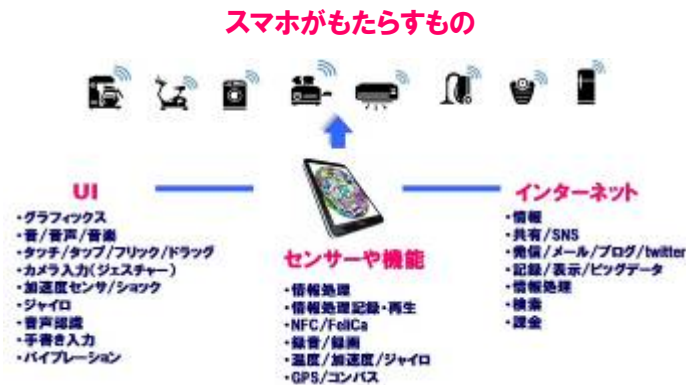 スマホがもたらすもの
UI
・グラフィックス
・音/音声/音楽
・タッチ/タップ/フリック/ドラッグ
・カメラ入力(ジェスチャー)
・加速度センサ/ショック
・ジャイロ
・音声認識
・手書き入力
・バイブレーション
センサーや機能
・情報処理
・情報処理記録・再生
・NFC/FeliCa
・録音/録画
・温度/加速度/ジャイロ
・GPS/コンパス
インターネット
・情報
・共有/SNS
・発信/メール/ブログ/twitter
・記録/表示/ビッグデータ
・情報処理
・検索
・課金